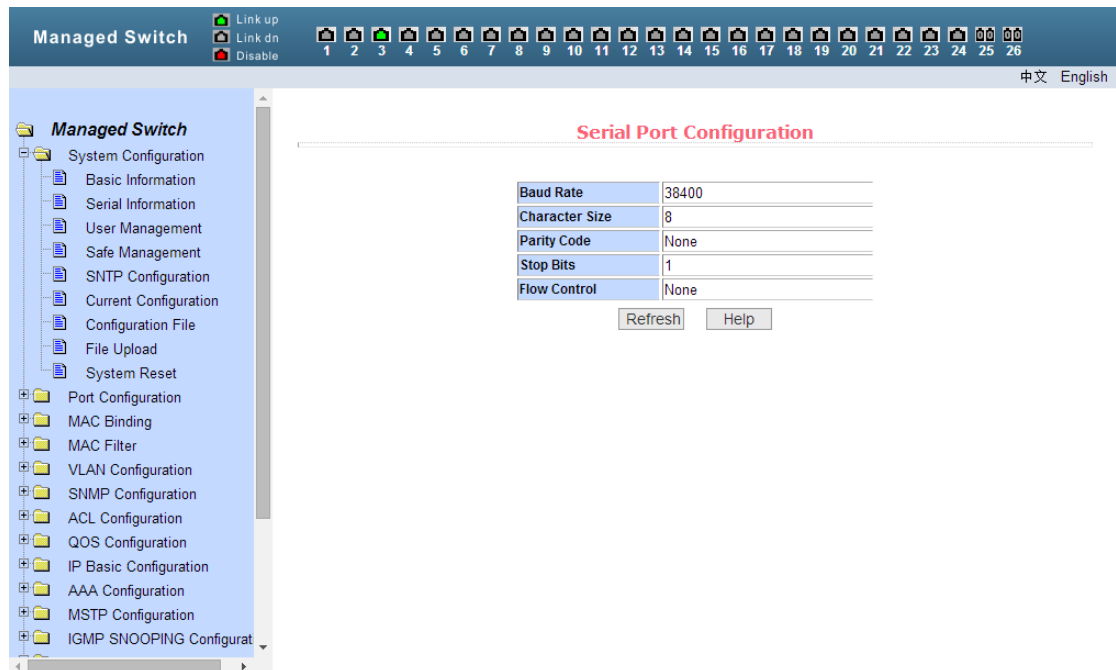 Managed Switch
Link up
Link dn
Disable
1 2 3 4 5 6 7 8 9 10 11 12 13 14 15 16 17 18 19 20 21 22 23 24 25 26
中文 English
Managed Switch
System Configuration
Basic Information
Serial Information
User Management
Safe Management
SNTP Configuration
Current Configuration
Configuration File
File Upload
System Reset
Port Configuration
MAC Binding
MAC Filter
VLAN Configuration
SNMP Configuration
ACL Configuration
QOS Configuration
IP Basic Configuration
AAA Configuration
MSTP Configuration
IGMP SNOOPING Configurat
Serial Port Configuration
Baud Rate 38400
Character Size 8
Parity Code None
Stop Bits 1
Flow Control None
Refresh Help